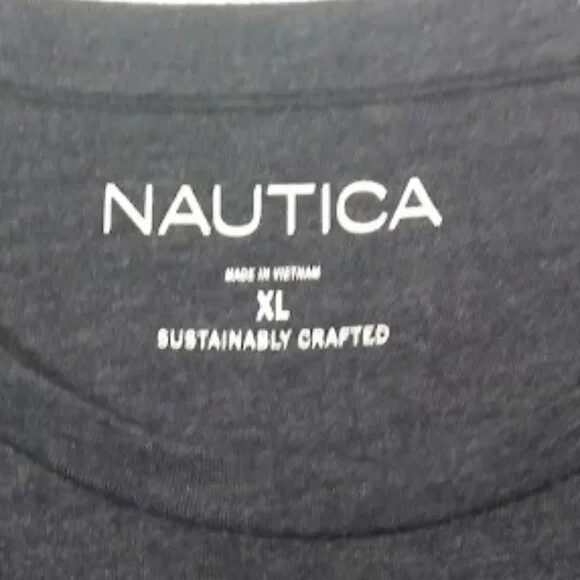 NAUTICA
MADE IN VIETNAM
XL
SUSTAINABLY CRAFTED